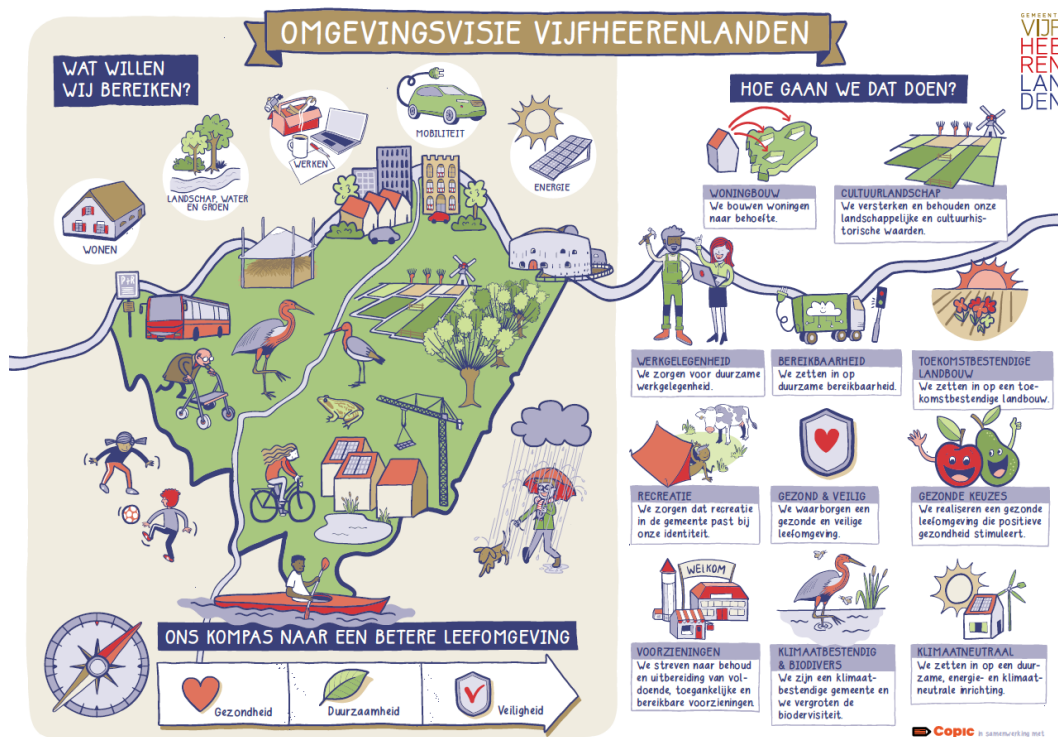 OMGEVINGSVISIE VIJFHEERENLANDEN
GEMEENT
VIJF
HEE
REN
LAN
DEN
WAT WILLEN
WIJ BEREIKEN?
WONEN
LANDSCHAP, WATER
EN GROEN
WERKEN
MOBILITEIT
ENERGIE
HOE GAAN WE DAT DOEN?
WONINGBOUW
We bouwen woningen
naar behoefte.
CULTUURLANDSCHAP
We versterken en behouden onze
landschappelijke en cultuurhis-
torische waarden.
WERKGELEGENHEID
We zorgen voor duurzame
werkgelegenheid.
BEREIKBAARHEID
We zetten in op
duurzame bereikbaarheid.
TOEKOMSTBESTENDIGE
LANDBOUW
We zetten in op een toe-
komstbestendige landbouw.
RECREATIE
We zorgen dat recreatie
in de gemeente past bij
onze identiteit.
GEZOND & VEILIG
We waarborgen een
gezonde en veilige
leefomgeving.
GEZONDE KEUZES
We realiseren een gezonde
leefomgeving die positieve
gezondheid stimuleert.
WELKOM
VOORZIENINGEN
We streven naar behoud
en uitbereiding van vol-
doende, toegankelijke en
bereikbare voorzieningen.
KLIMAATBESTENDIG
& BIODIVERS
We zijn een klimaat-
bestendige gemeente en
we vergroten de
biodervisiteit.
KLIMAATNEUTRAAL
We zetten in op een duur-
zame, energie- en klimaat-
neutrale inrichting.
ONS KOMPAS NAAR EEN BETERE LEEFOMGEVING
Gezondheid
Duurzaamheid
Veiligheid
Copic in samenwerking met